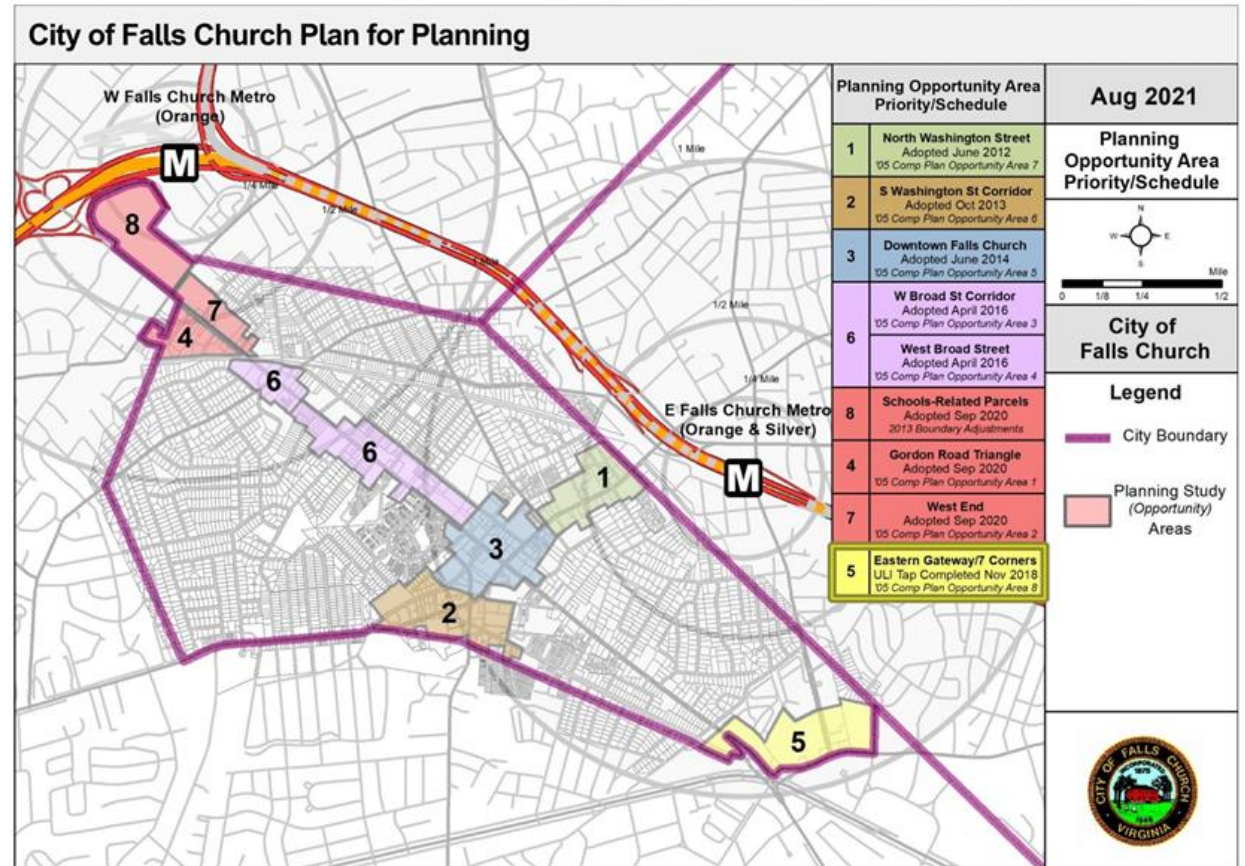 City of Falls Church Plan for Planning
W Falls Church Metro
(Orange)
M
1/4 Mile
1/2 Mile
1 Mile
1 Mile
1/2 Mile
1/4 Mile
E Falls Church Metro
(Orange & Silver)
M
8
7
4
6
6
1
3
2
5
Planning Opportunity Area
Priority/Schedule
1
North Washington Street
Adopted June 2012
'05 Comp Plan Opportunity Area 7
2
S Washington St Corridor
Adopted Oct 2013
'05 Comp Plan Opportunity Area 6
3
Downtown Falls Church
Adopted June 2014
'05 Comp Plan Opportunity Area 5
6
W Broad St Corridor
Adopted April 2016
'05 Comp Plan Opportunity Area 3
West Broad Street
Adopted April 2016
'05 Comp Plan Opportunity Area 4
8
Schools-Related Parcels
Adopted Sep 2020
2013 Boundary Adjustments
4
Gordon Road Triangle
Adopted Sep 2020
'05 Comp Plan Opportunity Area 1
7
West End
Adopted Sep 2020
'05 Comp Plan Opportunity Area 2
5
Eastern Gateway/7 Corners
ULI Tap Completed Nov 2018
'05 Comp Plan Opportunity Area 8
Aug 2021
Planning
Opportunity Area
Priority/Schedule
N
W E
S
Mile
0 1/8 1/4 1/2
City of
Falls Church
Legend
City Boundary
Planning Study
(Opportunity)
Areas
CITY OF FALLS CHURCH
INCORPORATED
1875
1948
VIRGINIA